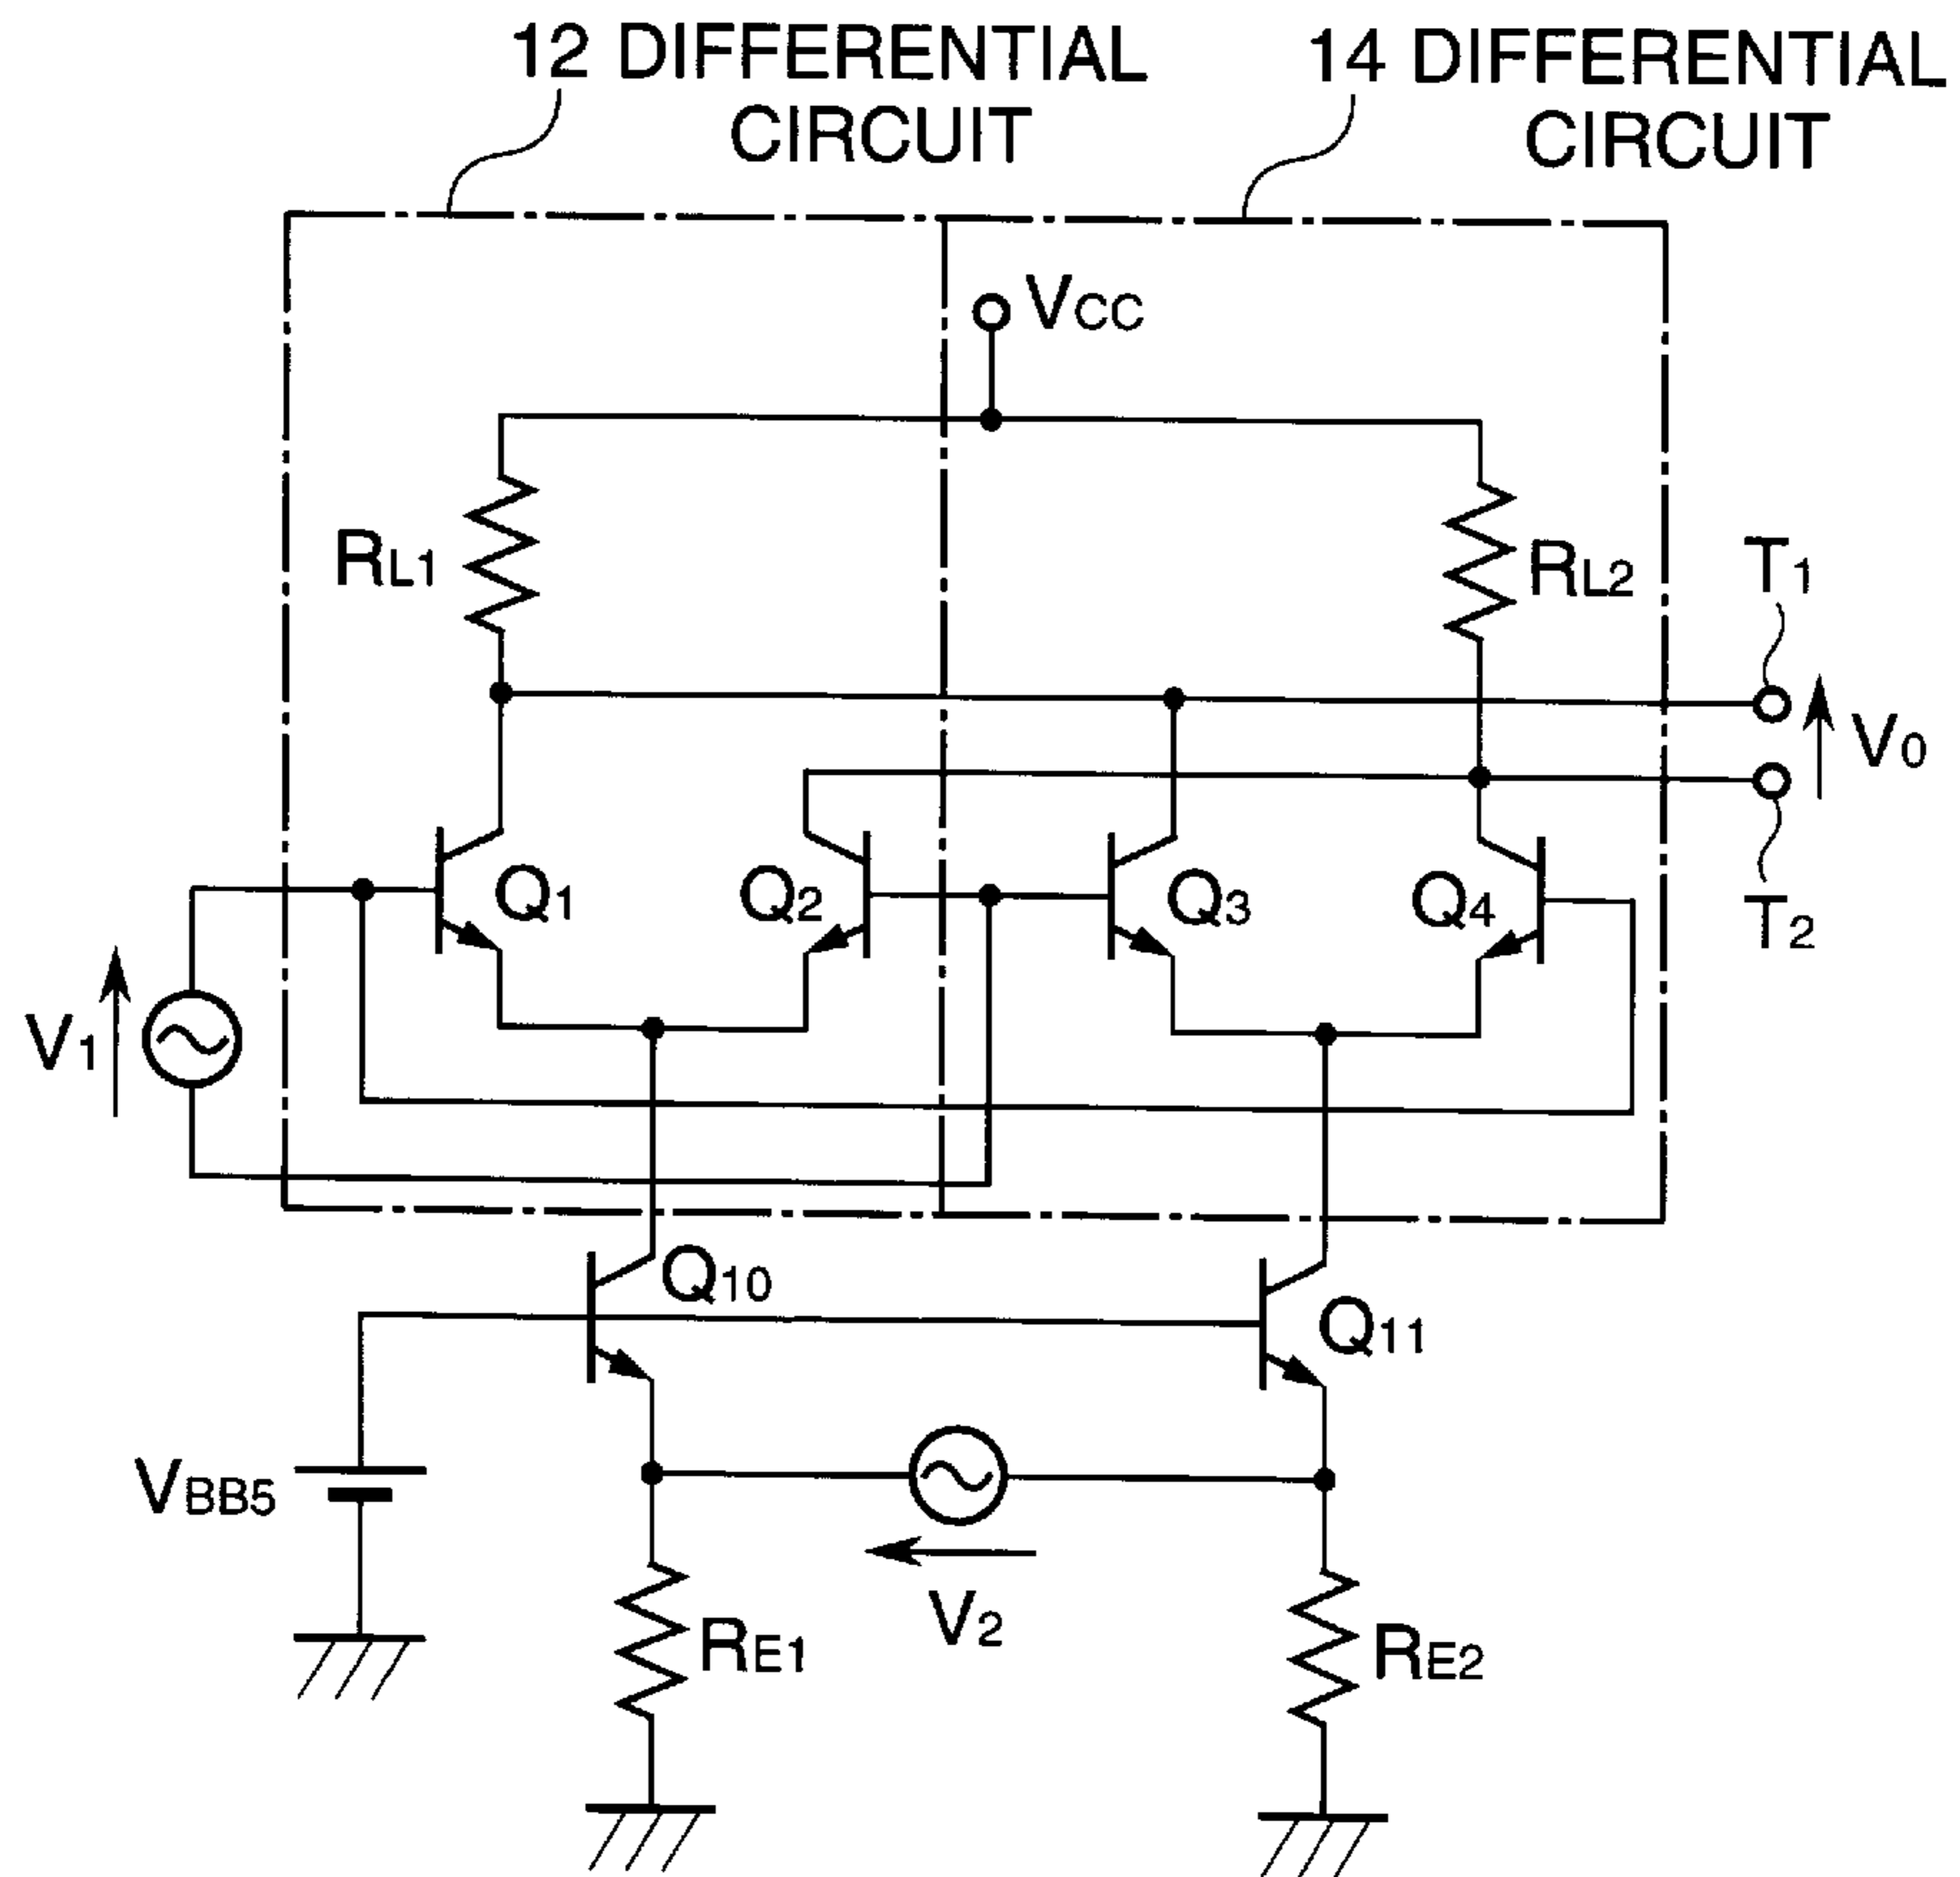 12 DIFFERENTIAL
CIRCUIT
14 DIFFERENTIAL
CIRCUIT
VCC
RL1
RL2
T1
V0
Q1
Q2
Q3
Q4
T2
V1
Q10
Q11
VBB5
V2
RE1
RE2